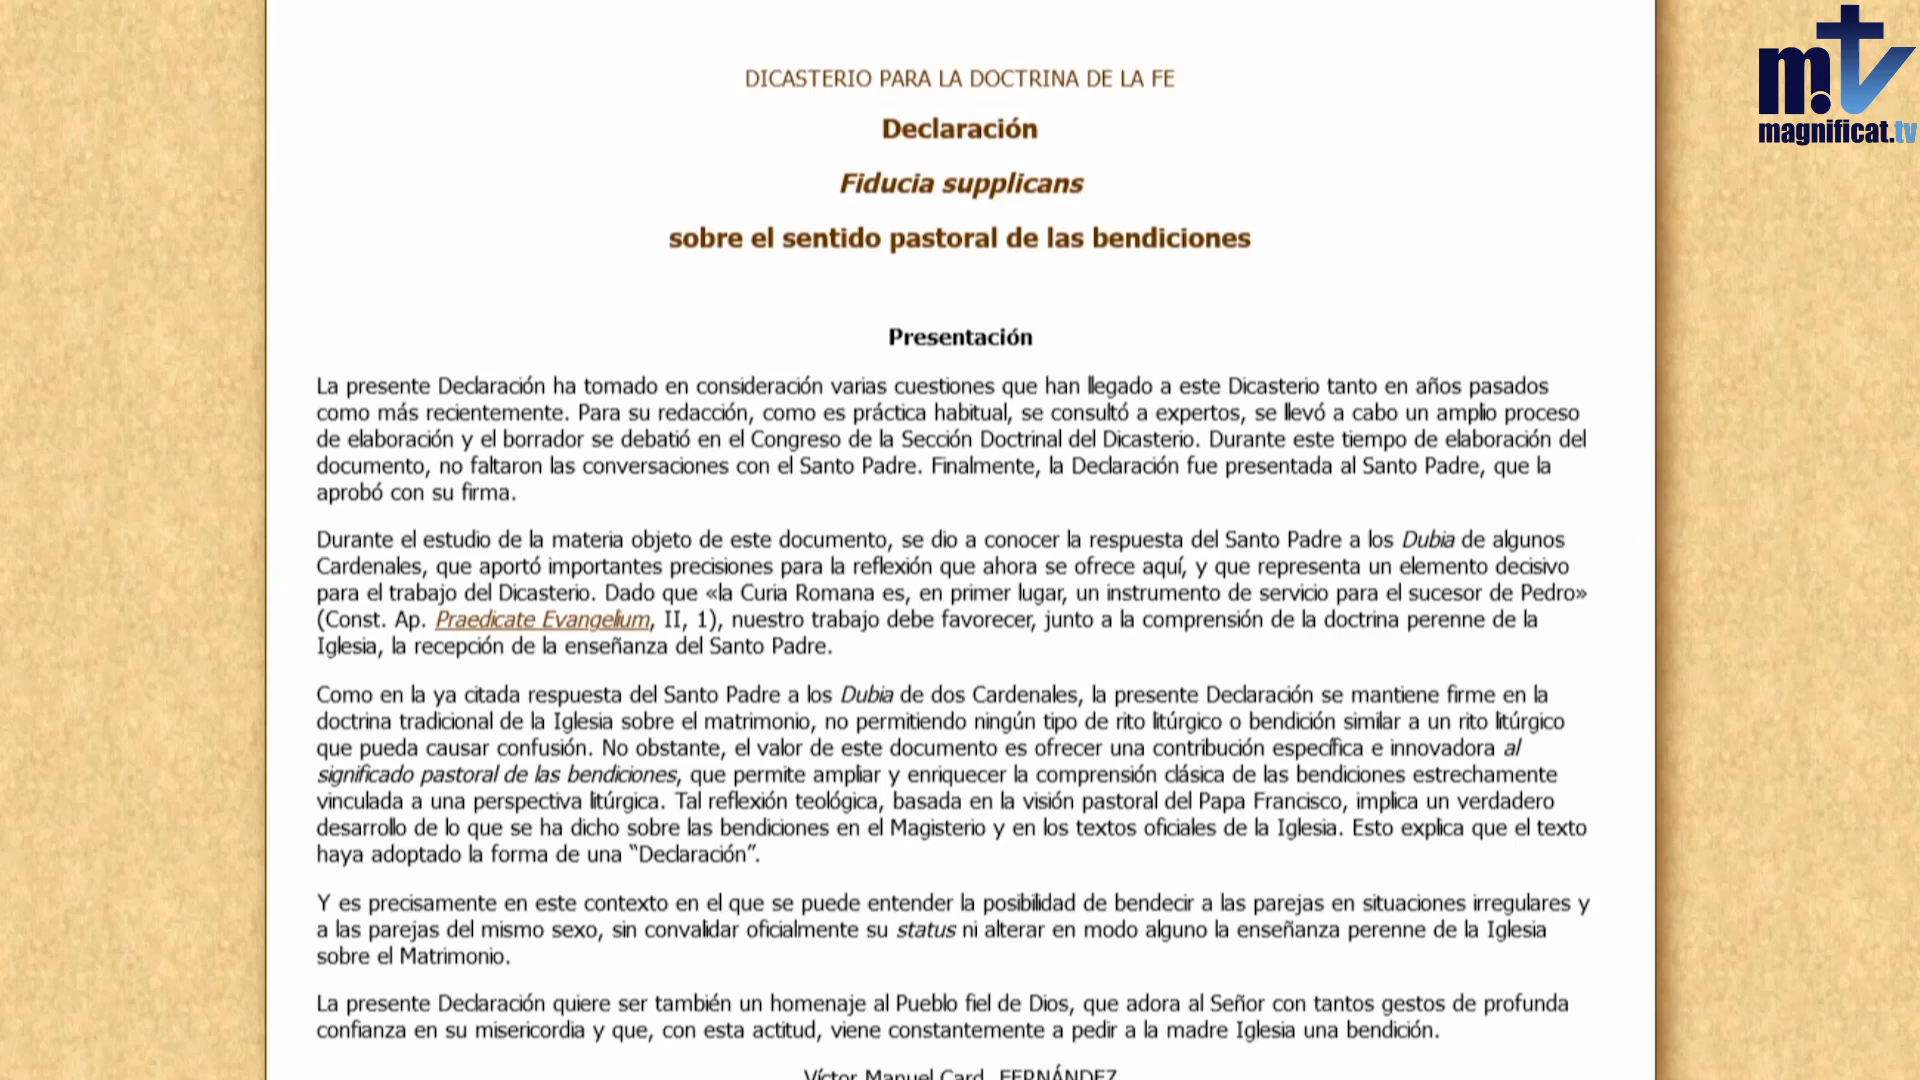 DICASTERIO PARA LA DOCTRINA DE LA FE
Declaración
Fiducia supplicans
sobre el sentido pastoral de las bendiciones
Presentación
La presente Declaración ha tomado en consideración varias cuestiones que han llegado a este Dicasterio tanto en años pasados
como más recientemente. Para su redacción, como es práctica habitual, se consultó a expertos, se llevó a cabo un amplio proceso
de elaboración y el borrador se debatió en el Congreso de la Sección Doctrinal del Dicasterio. Durante este tiempo de elaboración del
documento, no faltaron las conversaciones con el Santo Padre. Finalmente, la Declaración fue presentada al Santo Padre, que la
aprobó con su firma.
Durante el estudio de la materia objeto de este documento, se dio a conocer la respuesta del Santo Padre a los Dubia de algunos
Cardenales, que aportó importantes precisiones para la reflexión que ahora se ofrece aquí, y que representa un elemento decisivo
para el trabajo del Dicasterio. Dado que «la Curia Romana es, en primer lugar, un instrumento de servicio para el sucesor de Pedro»
(Const. Ap. Praedicate Evangelium, II, 1), nuestro trabajo debe favorecer, junto a la comprensión de la doctrina perenne de la
Iglesia, la recepción de la enseñanza del Santo Padre.
Como en la ya citada respuesta del Santo Padre a los Dubia de dos Cardenales, la presente Declaración se mantiene firme en la
doctrina tradicional de la Iglesia sobre el matrimonio, no permitiendo ningún tipo de rito litúrgico o bendición similar a un rito litúrgico
que pueda causar confusión. No obstante, el valor de este documento es ofrecer una contribución específica e innovadora al
significado pastoral de las bendiciones, que permite ampliar y enriquecer la comprensión clásica de las bendiciones estrechamente
vinculada a una perspectiva litúrgica. Tal reflexión teológica, basada en la visión pastoral del Papa Francisco, implica un verdadero
desarrollo de lo que se ha dicho sobre las bendiciones en el Magisterio y en los textos oficiales de la Iglesia. Esto explica que el texto
haya adoptado la forma de una “Declaración”.
Y es precisamente en este contexto en el que se puede entender la posibilidad de bendecir a las parejas en situaciones irregulares y
a las parejas del mismo sexo, sin convalidar oficialmente su status ni alterar en modo alguno la enseñanza perenne de la Iglesia
sobre el Matrimonio.
La presente Declaración quiere ser también un homenaje al Pueblo fiel de Dios, que adora al Señor con tantos gestos de profunda
confianza en su misericordia y que, con esta actitud, viene constantemente a pedir a la madre Iglesia una bendición.
Víctor Manuel Card. FERNÁNDEZ
m.tv
magnificat.tv